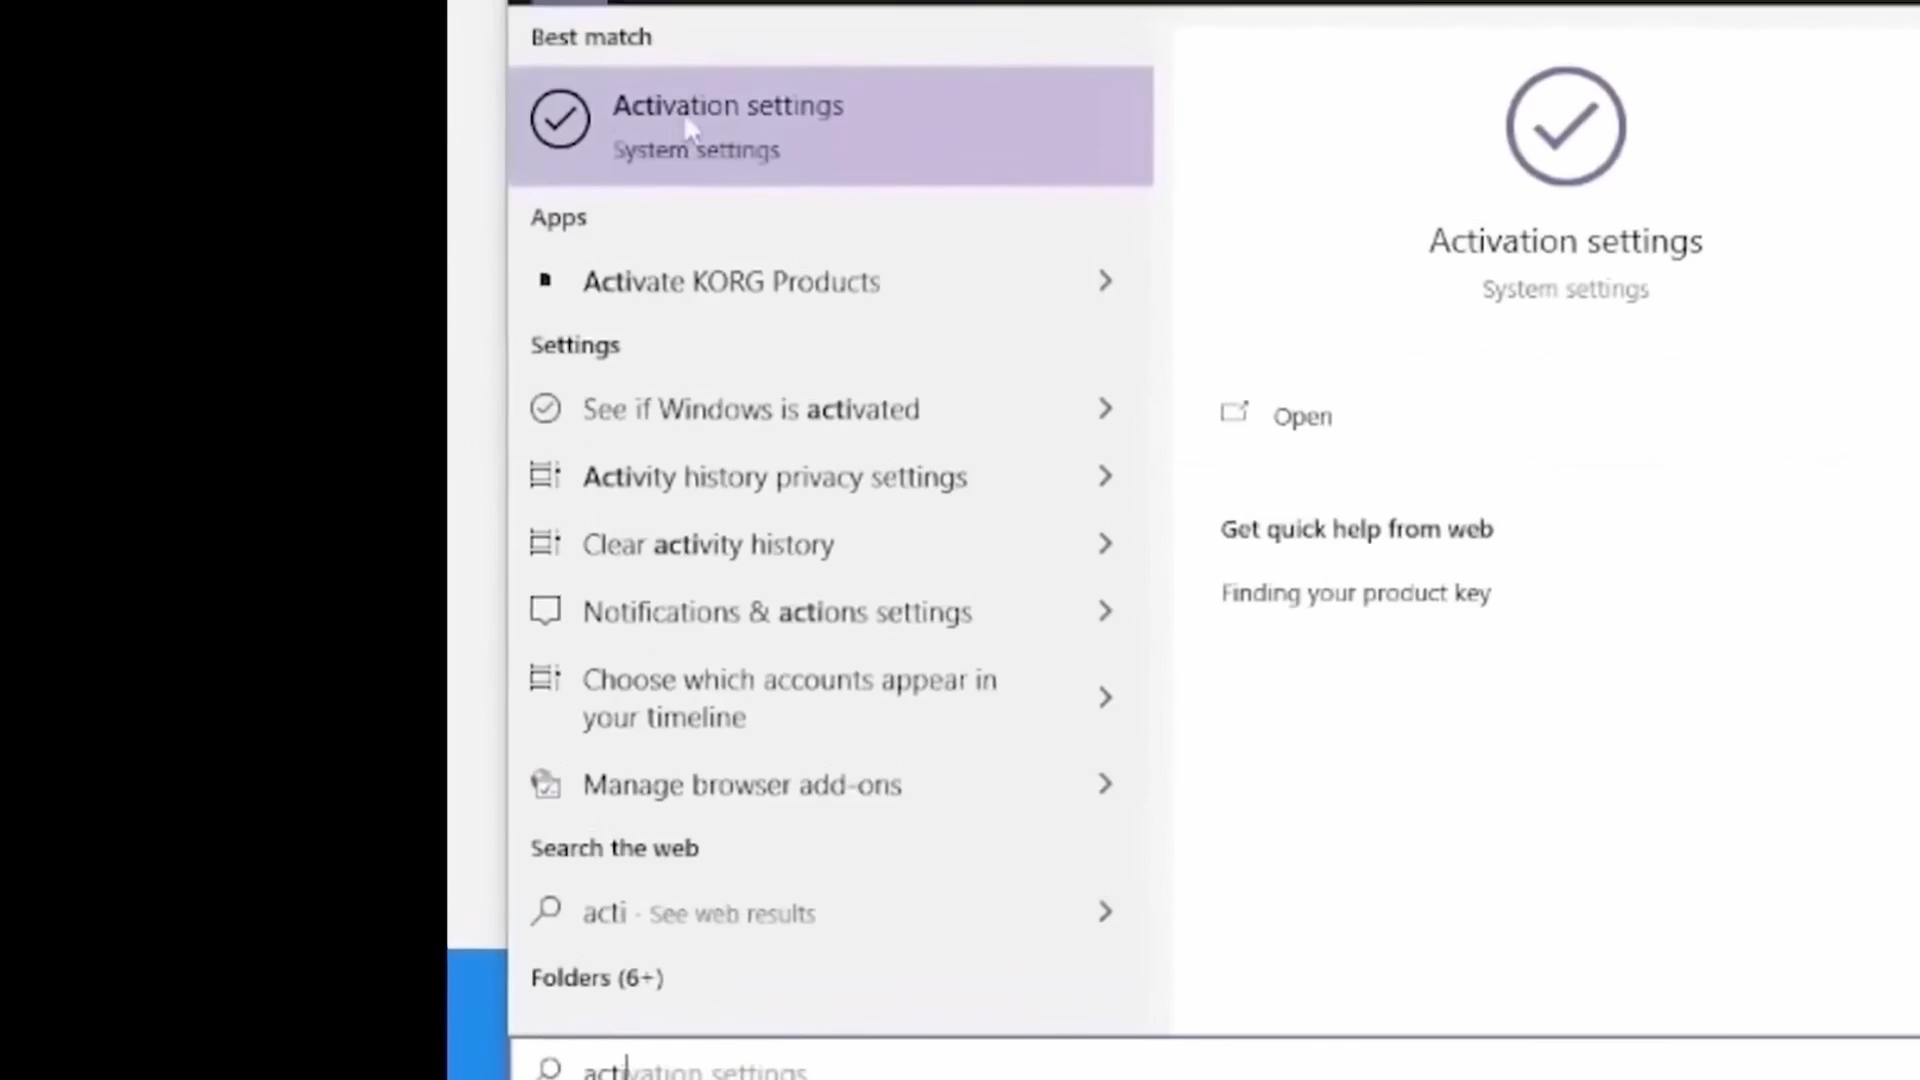 Best match
Activation settings
System settings
Apps
Activate KORG Products
Settings
See if Windows is activated
Activity history privacy settings
Clear activity history
Notifications & actions settings
Choose which accounts appear in
your timeline
Manage browser add-ons
Search the web
acti - See web results
Folders (6+)
activation settings
Activation settings
System settings
Open
Get quick help from web
Finding your product key